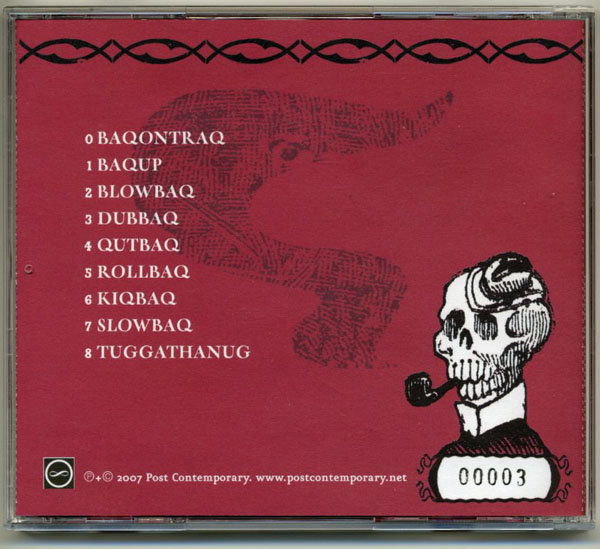 0 BAQONTRAQ
1 BAQUP
2 BLOWBAQ
3 DUBBAQ
4 QUTBAQ
5 ROLLBAQ
6 KIQBAQ
7 SLOWBAQ
8 TUGGATHANUG
00003
℗+© 2007 Post Contemporary. www.postcontemporary.net